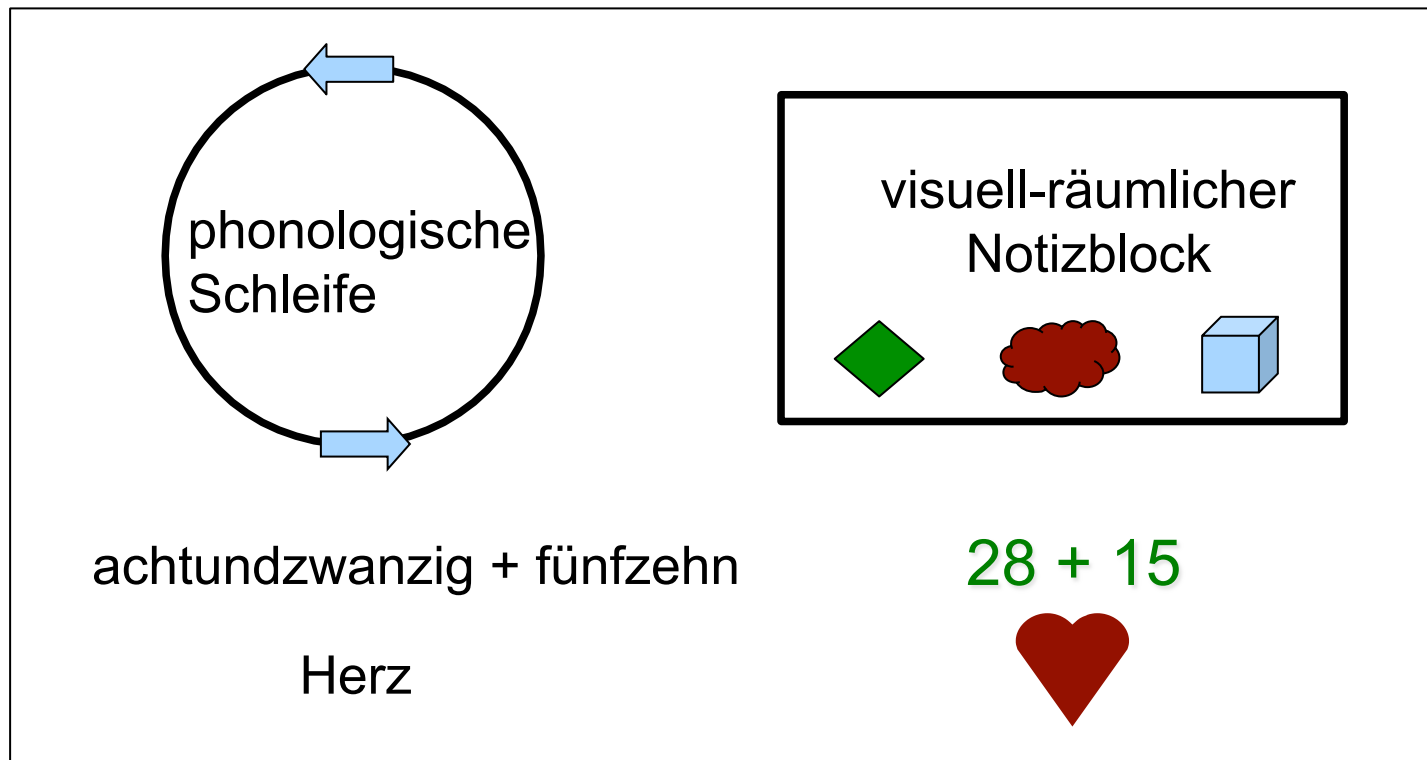 phonologische
Schleife
visuell-räumlicher
Notizblock
achtundzwanzig + fünfzehn
28 + 15
Herz